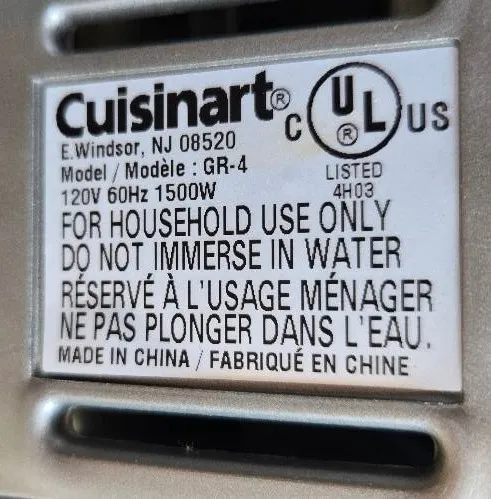 Cuisinart®
E.Windsor, NJ 08520
Model / Modèle : GR-4
120V 60Hz 1500W
C UL® US
LISTED
4H03
FOR HOUSEHOLD USE ONLY
DO NOT IMMERSE IN WATER
RÉSERVÉ À L'USAGE MÉNAGER
NE PAS PLONGER DANS L'EAU.
MADE IN CHINA / FABRIQUÉ EN CHINE